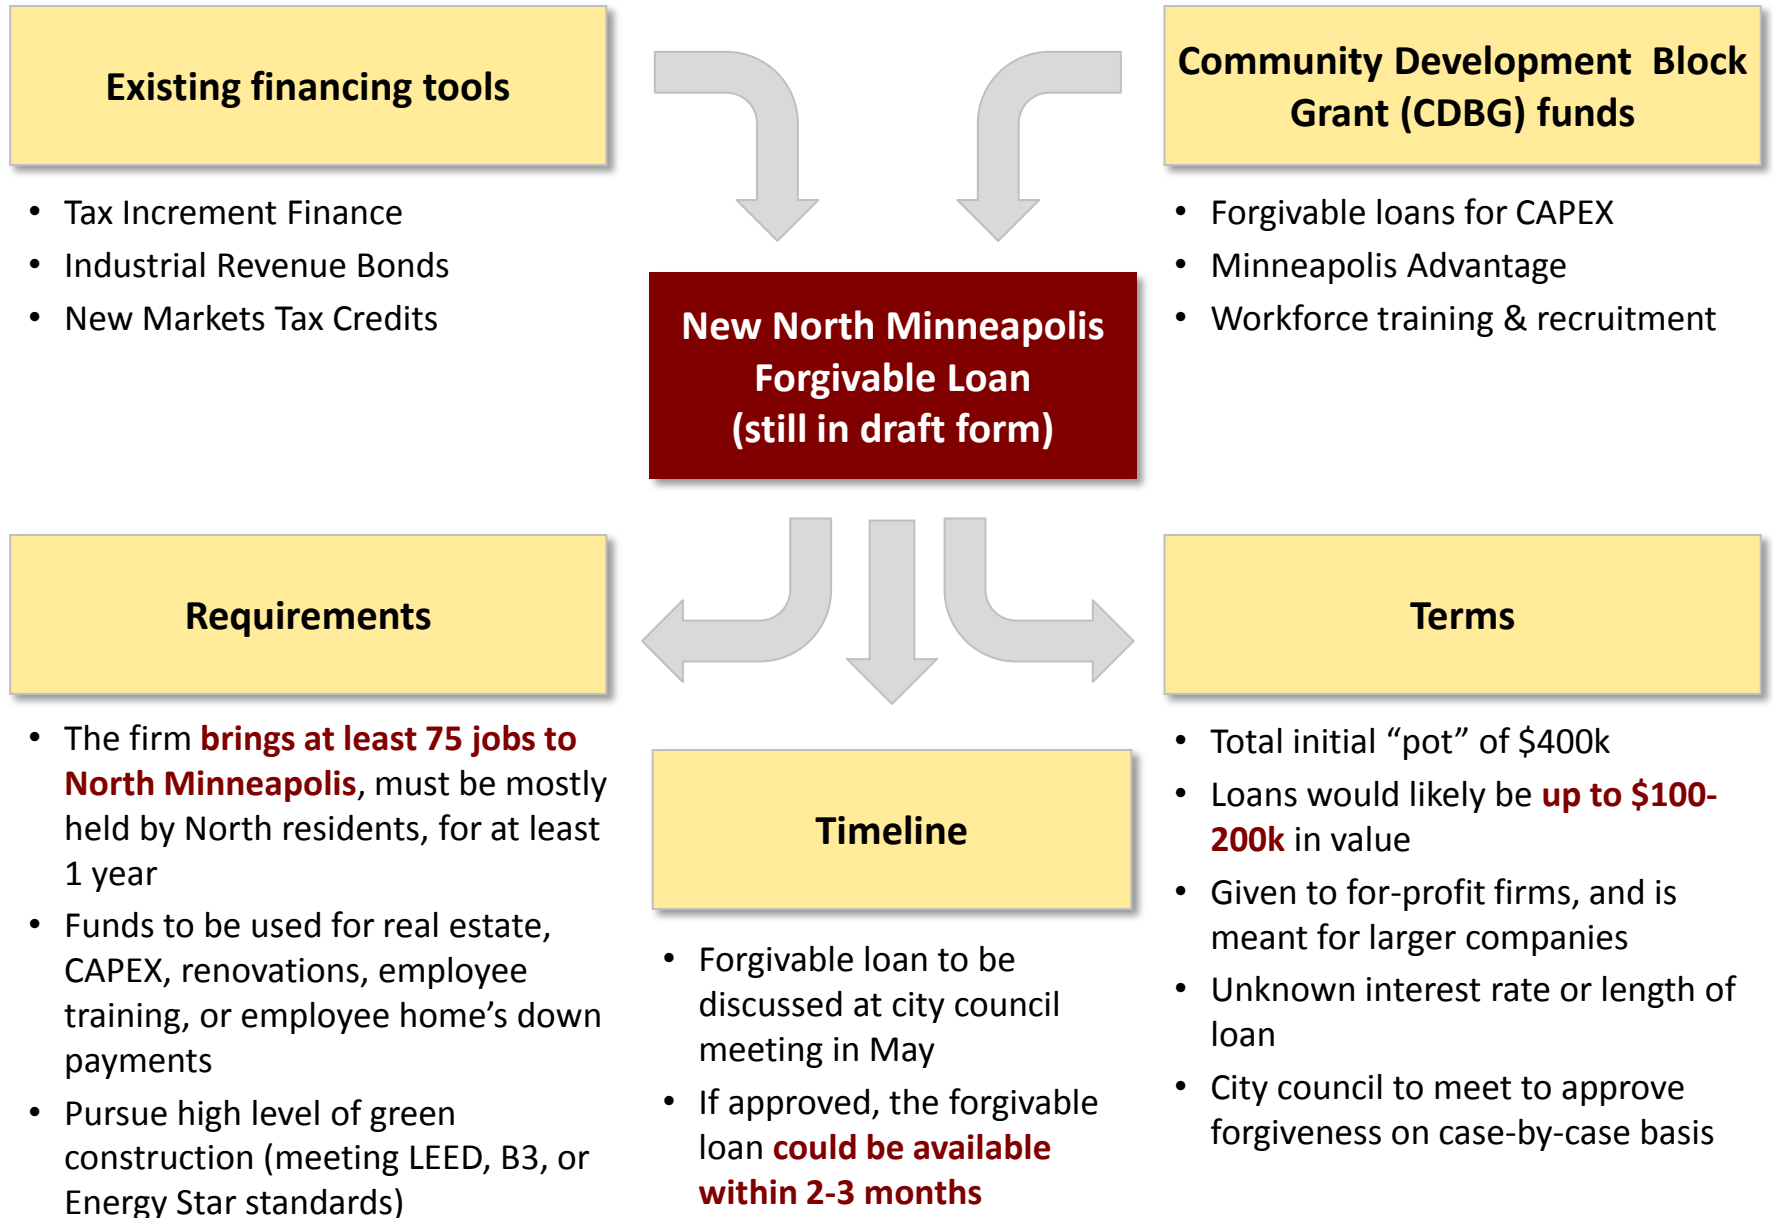 Existing financing tools
• Tax Increment Finance
• Industrial Revenue Bonds
• New Markets Tax Credits
Community Development  Block
Grant (CDBG) funds
• Forgivable loans for CAPEX
• Minneapolis Advantage
• Workforce training & recruitment
New North Minneapolis
Forgivable Loan
(still in draft form)
Requirements
• The firm brings at least 75 jobs to
North Minneapolis, must be mostly
held by North residents, for at least
1 year
• Funds to be used for real estate,
CAPEX, renovations, employee
training, or employee home’s down
payments
• Pursue high level of green
construction (meeting LEED, B3, or
Energy Star standards)
Timeline
• Forgivable loan to be
discussed at city council
meeting in May
• If approved, the forgivable
loan could be available
within 2-3 months
Terms
• Total initial “pot” of $400k
• Loans would likely be up to $100-
200k in value
• Given to for-profit firms, and is
meant for larger companies
• Unknown interest rate or length of
loan
• City council to meet to approve
forgiveness on case-by-case basis